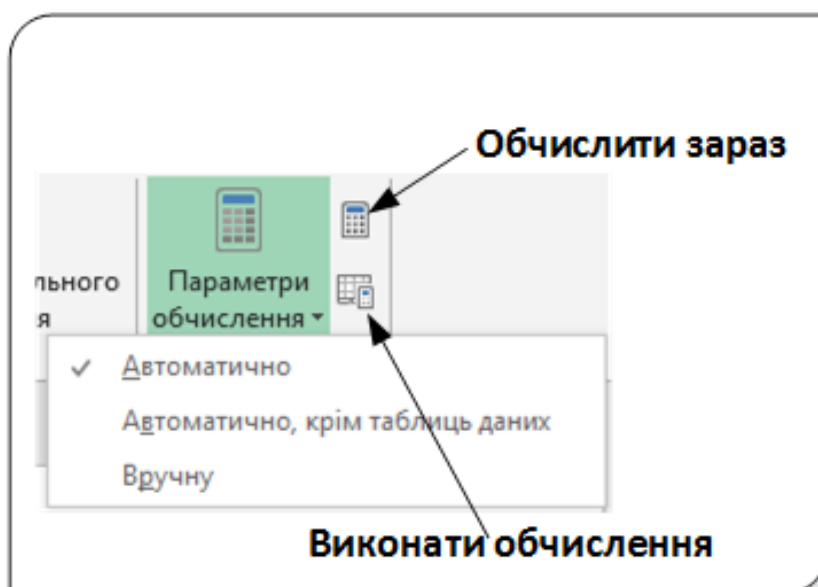 Обчислити зараз
льного
я
Параметри
обчислення
Автоматично
Автоматично, крім таблиць даних
Вручну
Виконати обчислення